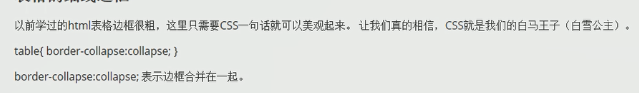 以前学过的html表格边框很粗，这里只需要CSS一句话就可以美观起来。 让我们真的相信，CSS就是我们的白马王子（白雪公主）。
table{ border-collapse:collapse; }
border-collapse:collapse; 表示边框合并在一起。